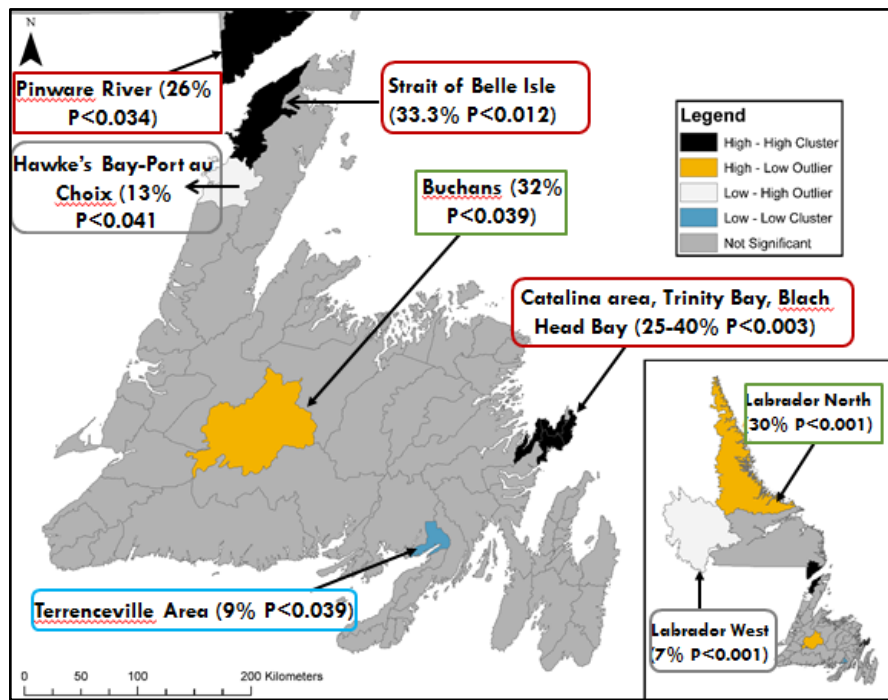 N
Pinware River (26%
P<0.034)
Strait of Belle Isle
(33.3% P<0.012)
Hawke's Bay-Port au
Choix (13%
P<0.041
Buchans (32%
P<0.039)
Legend
High - High Cluster
High - Low Outlier
Low - High Outlier
Low - Low Cluster
Not Significant
Catalina area, Trinity Bay, Blach
Head Bay (25-40% P<0.003)
Labrador North
(30% P<0.001)
Terrenceville Area (9% P<0.039)
Labrador West
(7% P<0.001)
0 25 50 100 150 200 Kilometers